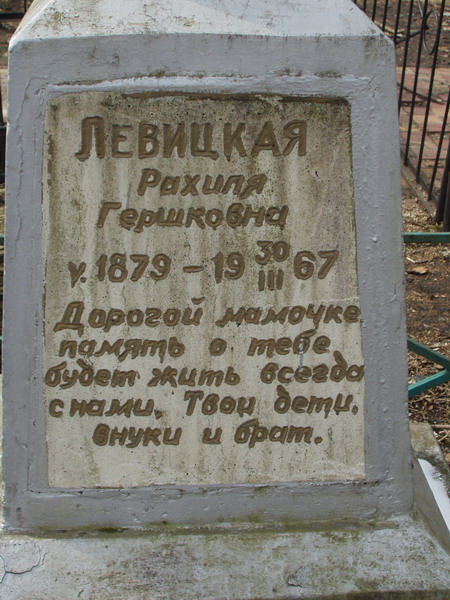 ЛЕВИЦКАЯ
Рахиля
Гершковна
у. 1879 - 19 30/III 67
Дорогой мамочке
память о тебе
будет жить всегда
с нами. Твои дети,
внуки и брат.